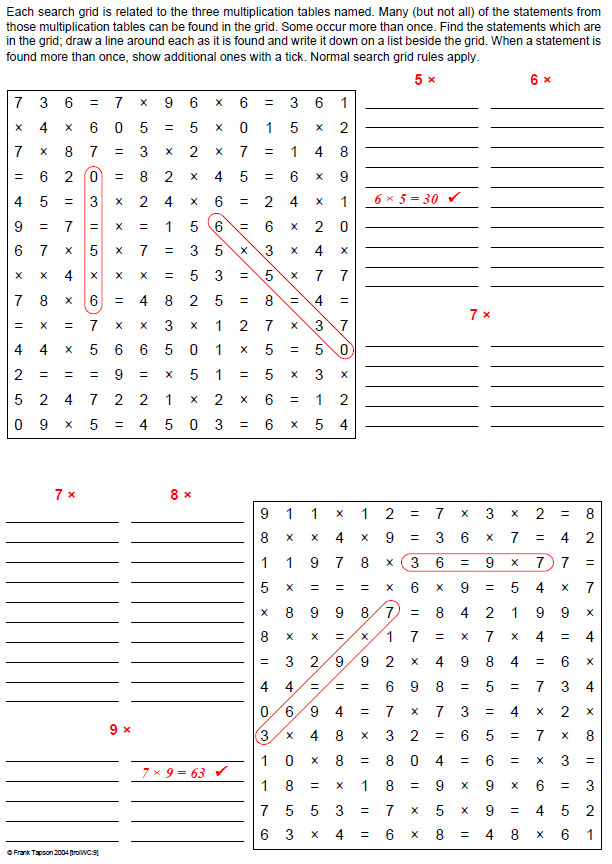 Each search grid is related to the three multiplication tables named. Many (but not all) of the statements from
those multiplication tables can be found in the grid. Some occur more than once. Find the statements which are
in the grid; draw a line around each as it is found and write it down on a list beside the grid. When a statement is
found more than once, show additional ones with a tick. Normal search grid rules apply.
5 × 6 ×
7 3 6 = 7 × 9 6 × 6 = 3 6 1
× 4 × 6 0 5 = 5 × 0 1 5 × 2
7 × 8 7 = 3 × 2 × 7 = 1 4 8
= 6 2 0 = 8 2 × 4 5 = 6 × 9
4 5 = 3 × 2 4 × 6 = 2 4 × 1
6 × 5 = 30 ✓
9 = 7 = × = 1 5 6 = 6 × 2 0
6 7 × 5 × 7 = 3 5 × 3 × 4 ×
× × 4 × × × = 5 3 = 5 × 7 7
7 8 × 6 = 4 8 2 5 = 8 = 4 =
7 ×
= × = 7 × × 3 × 1 2 7 × 3 7
4 4 × 5 6 6 5 0 1 × 5 = 5 0
2 = = = 9 = × 5 1 = 5 × 3 ×
5 2 4 7 2 2 1 × 2 × 6 = 1 2
0 9 × 5 = 4 5 0 3 = 6 × 5 4
7 × 8 ×
9 1 1 × 1 2 = 7 × 3 × 2 = 8
8 × × 4 × 9 = 3 6 × 7 = 4 2
1 1 9 7 8 × 3 6 = 9 × 7 7 =
5 × = = = × 6 × 9 = 5 4 × 7
× 8 9 9 8 7 = 8 4 2 1 9 9 ×
8 × × = × 1 7 = × 7 × 4 = 4
= 3 2 9 9 2 × 4 9 8 4 = 6 ×
4 4 = = = 6 9 8 = 5 = 7 3 4
0 6 9 4 = 7 × 7 3 = 4 × 2 ×
9 ×
3 × 4 8 × 3 2 = 6 5 = 7 × 8
1 0 × 8 = 8 0 4 = 6 = × 3 =
7 × 9 = 63 ✓
1 8 = × 1 8 = 9 × 9 × 6 = 3
7 5 5 3 = 7 × 5 × 9 = 4 5 2
6 3 × 4 = 6 × 8 = 4 8 × 6 1
© Frank Tapson 2004 [trolWC:9]